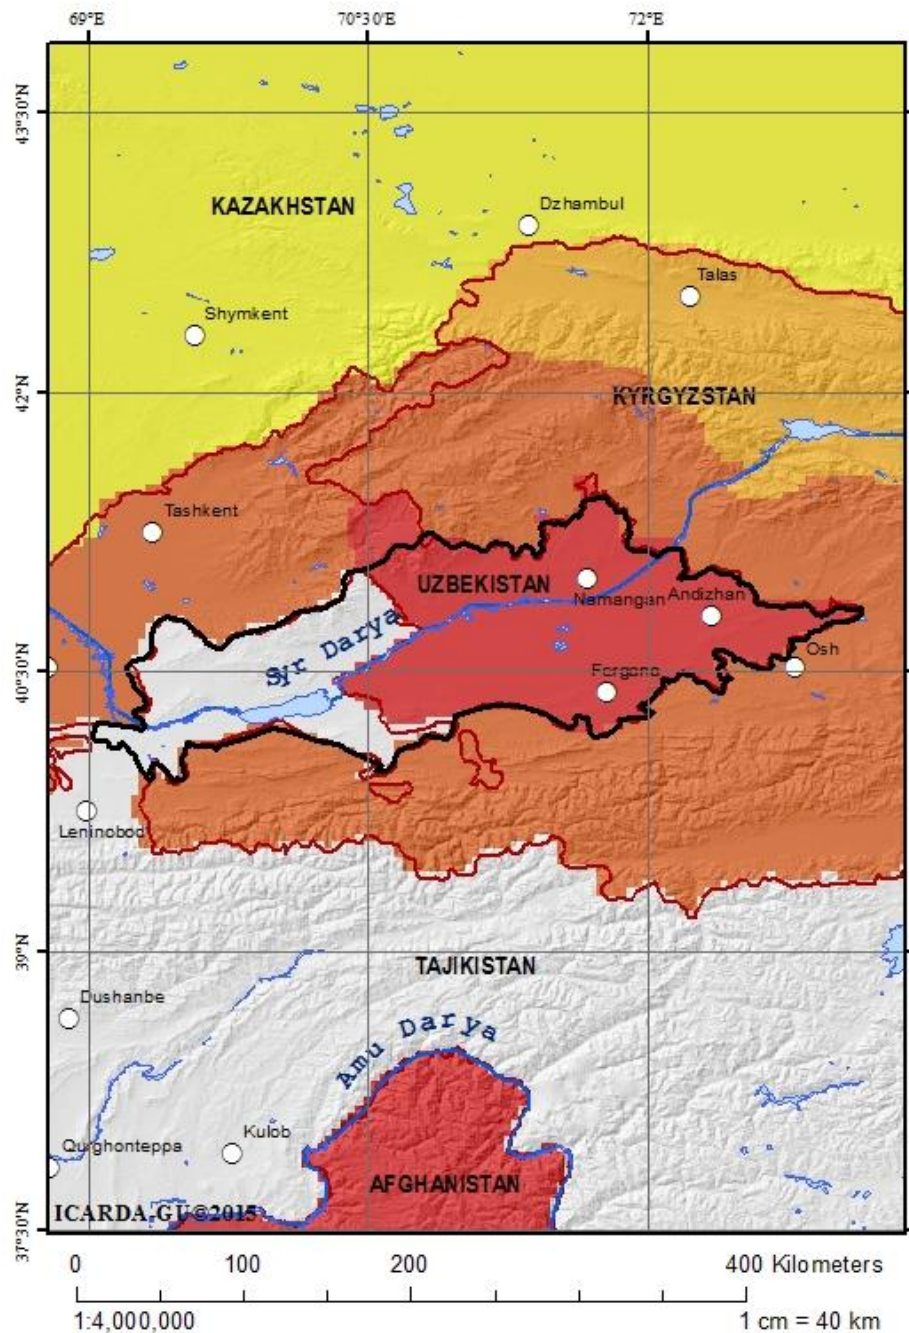 69°E 70°30'E 72°E
43°30'N
KAZAKHSTAN
Dzhambul
Talas
Shymkent
42°N
KYRGYZSTAN
Tashkent
UZBEKISTAN
Namangan
Andizhan
Syr Darya
40°30'N
Osh
Fergana
Leninobod
39°N
TAJIKISTAN
Dushanbe
Amu Darya
Kulob
Qurghonteppa
AFGHANISTAN
ICARDA.GU©2015
37°30'N
0 100 200 400 Kilometers
1:4,000,000 1 cm = 40 km